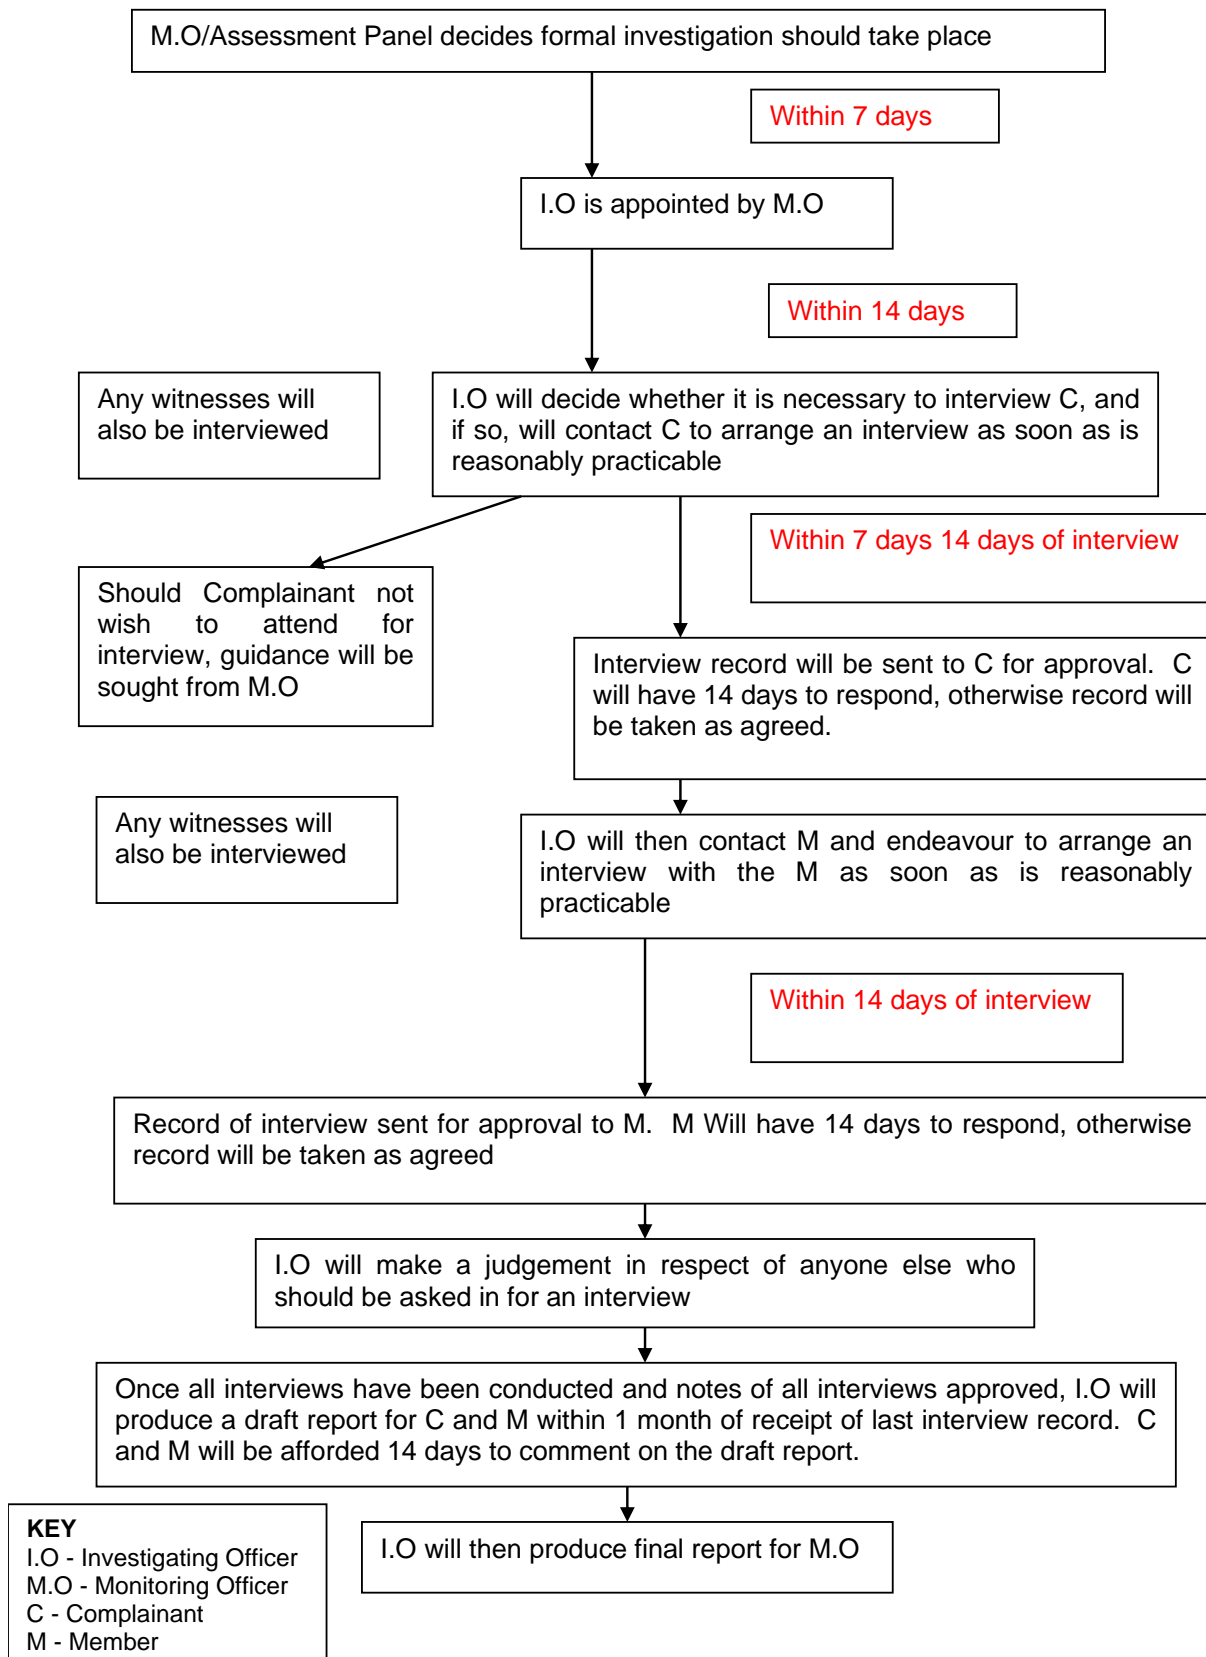 M.O/Assessment Panel decides formal investigation should take place
Within 7 days
I.O is appointed by M.O
Within 14 days
Any witnesses will
also be interviewed
I.O will decide whether it is necessary to interview C, and
if so, will contact C to arrange an interview as soon as is
reasonably practicable
Within 7 days 14 days of interview
Should Complainant not
wish to attend for
interview, guidance will be
sought from M.O
Interview record will be sent to C for approval.  C
will have 14 days to respond, otherwise record will
be taken as agreed.
Any witnesses will
also be interviewed
I.O will then contact M and endeavour to arrange an
interview with the M as soon as is reasonably
practicable
Within 14 days of interview
Record of interview sent for approval to M.  M Will have 14 days to respond, otherwise
record will be taken as agreed
I.O will make a judgement in respect of anyone else who
should be asked in for an interview
Once all interviews have been conducted and notes of all interviews approved, I.O will
produce a draft report for C and M within 1 month of receipt of last interview record.  C
and M will be afforded 14 days to comment on the draft report.
I.O will then produce final report for M.O
KEY
I.O - Investigating Officer
M.O - Monitoring Officer
C - Complainant
M - Member